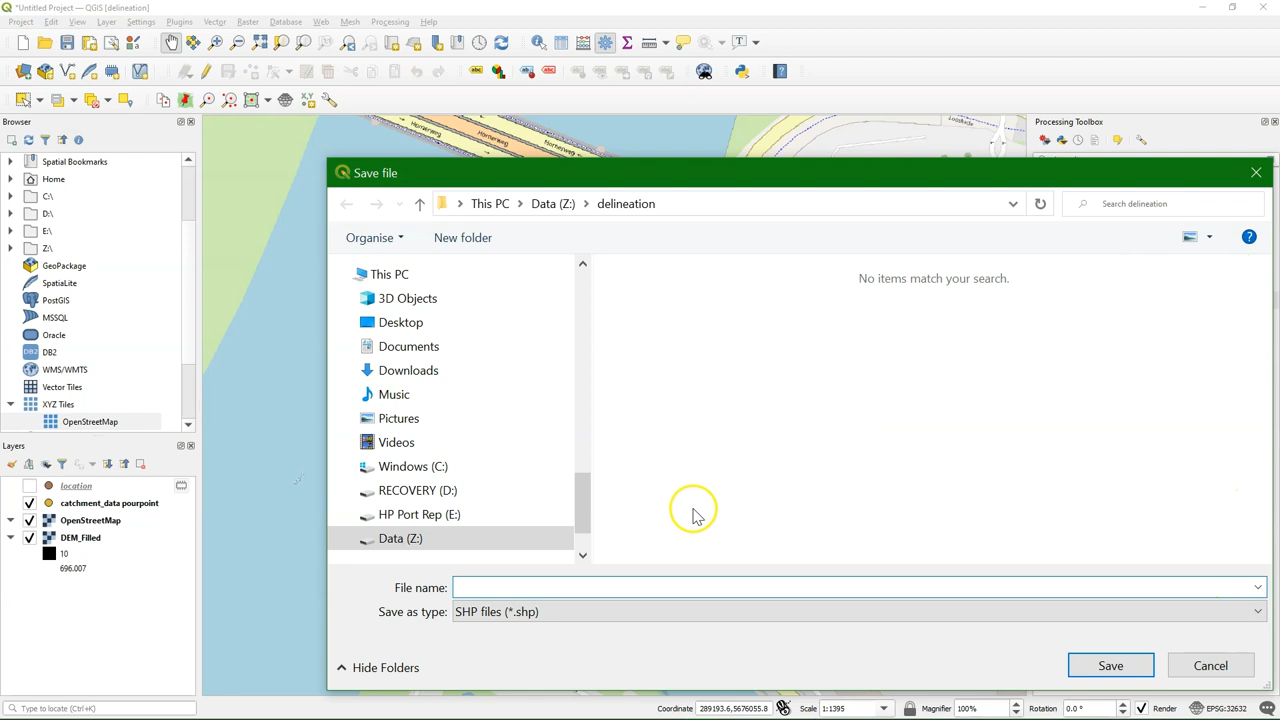 *Untitled Project — QGIS [delineation]
Project Edit View Layer Settings Plugins Vector Raster Database Web Mesh Processing Help
Browser
Spatial Bookmarks
Home
C:\
D:\
E:\
Z:\
GeoPackage
SpatiaLite
PostGIS
MSSQL
Oracle
DB2
WMS/WMTS
Vector Tiles
XYZ Tiles
OpenStreetMap
Layers
location
catchment_data pourpoint
OpenStreetMap
DEM_Filled
10
696.007
Hornerweg
Hornerweg
Hornerweg
Processing Toolbox
Save file
This PC > Data (Z:) > delineation
Search delineation
Organise New folder
This PC
3D Objects
Desktop
Documents
Downloads
Music
Pictures
Videos
Windows (C:)
RECOVERY (D:)
HP Port Rep (E:)
Data (Z:)
No items match your search.
File name:
Save as type: SHP files (*.shp)
Hide Folders
Save Cancel
Type to locate (Ctrl+K)
Coordinate 289193.6,5676055.8 Scale 1:1395 Magnifier 100% Rotation 0.0 ° Render EPSG:32632